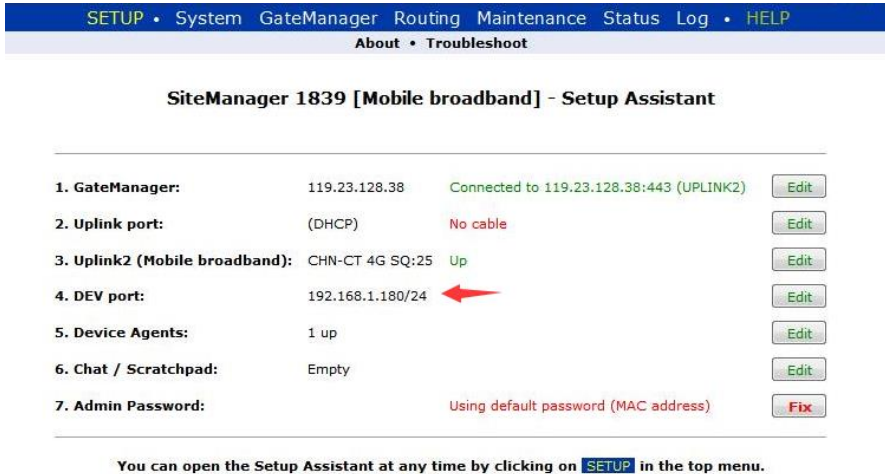 SETUP • System GateManager Routing Maintenance Status Log • HELP
About • Troubleshoot
SiteManager 1839 [Mobile broadband] - Setup Assistant
1. GateManager: 119.23.128.38 Connected to 119.23.128.38:443 (UPLINK2) Edit
2. Uplink port: (DHCP) No cable Edit
3. Uplink2 (Mobile broadband): CHN-CT 4G SQ:25 Up Edit
4. DEV port: 192.168.1.180/24 Edit
5. Device Agents: 1 up Edit
6. Chat / Scratchpad: Empty Edit
7. Admin Password: Using default password (MAC address) Fix
You can open the Setup Assistant at any time by clicking on SETUP in the top menu.